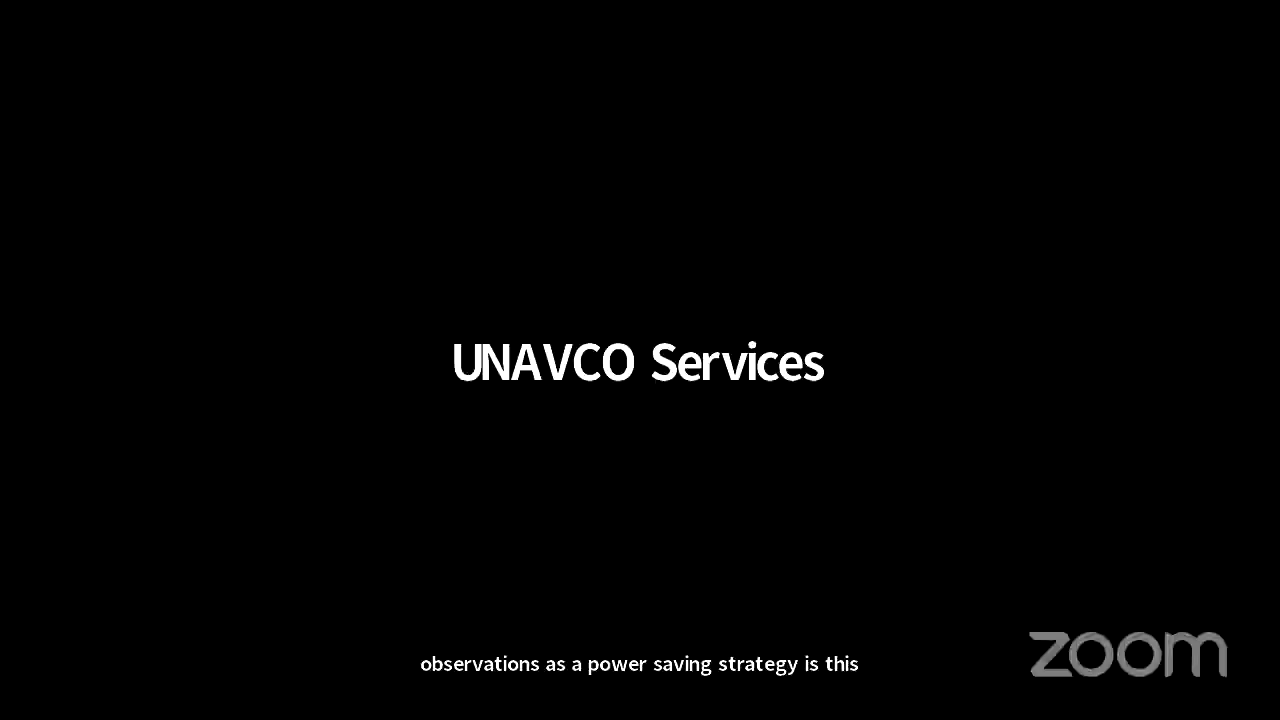 UNAVCO Services
observations as a power saving strategy is this
zoom